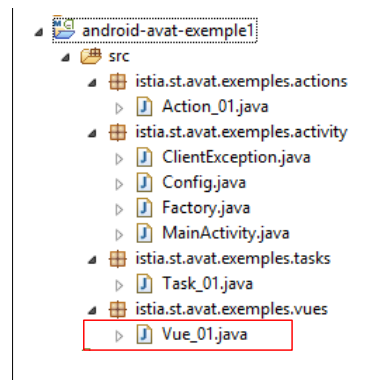 android-avat-exemple1
src
istia.st.avat.exemples.actions
Action_01.java
istia.st.avat.exemples.activity
ClientException.java
Config.java
Factory.java
MainActivity.java
istia.st.avat.exemples.tasks
Task_01.java
istia.st.avat.exemples.vues
Vue_01.java